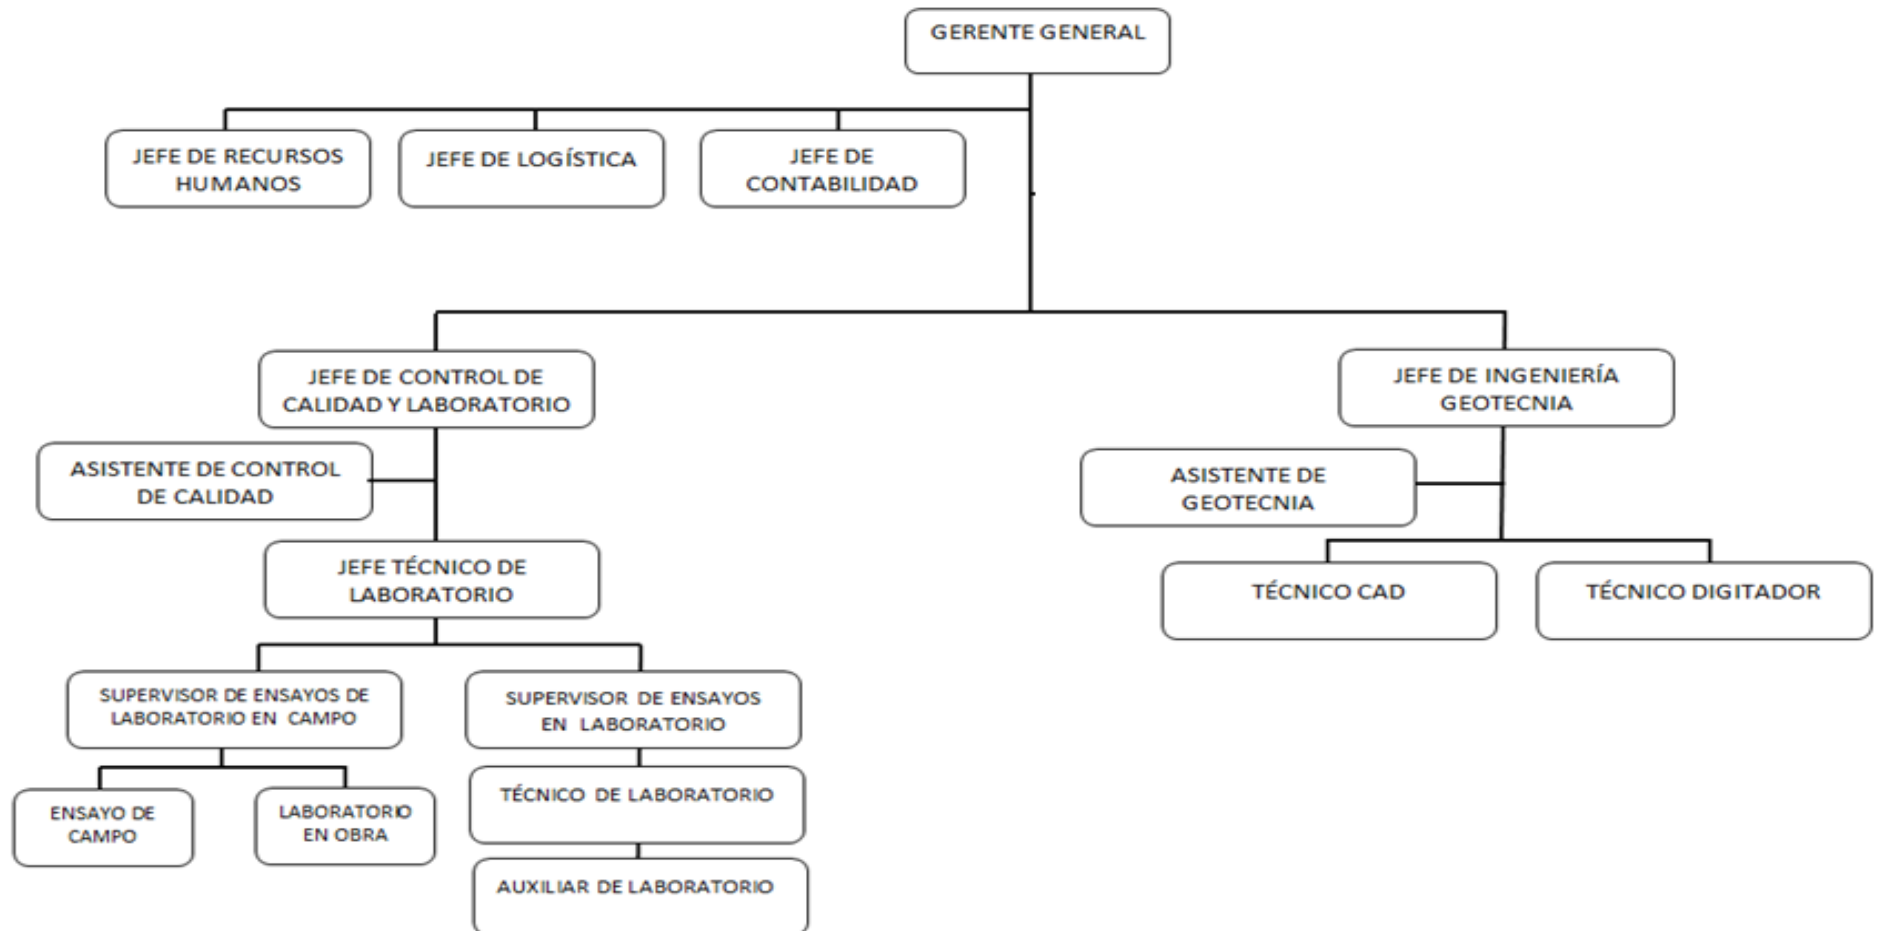 GERENTE GENERAL
JEFE DE RECURSOS
HUMANOS
JEFE DE LOGÍSTICA
JEFE DE
CONTABILIDAD
JEFE DE CONTROL DE
CALIDAD Y LABORATORIO
JEFE DE INGENIERÍA
GEOTECNIA
ASISTENTE DE CONTROL
DE CALIDAD
ASISTENTE DE
GEOTECNIA
JEFE TÉCNICO DE
LABORATORIO
TÉCNICO CAD
TÉCNICO DIGITADOR
SUPERVISOR DE ENSAYOS DE
LABORATORIO EN CAMPO
SUPERVISOR DE ENSAYOS
EN LABORATORIO
ENSAYO DE
CAMPO
LABORATORIO
EN OBRA
TÉCNICO DE LABORATORIO
AUXILIAR DE LABORATORIO